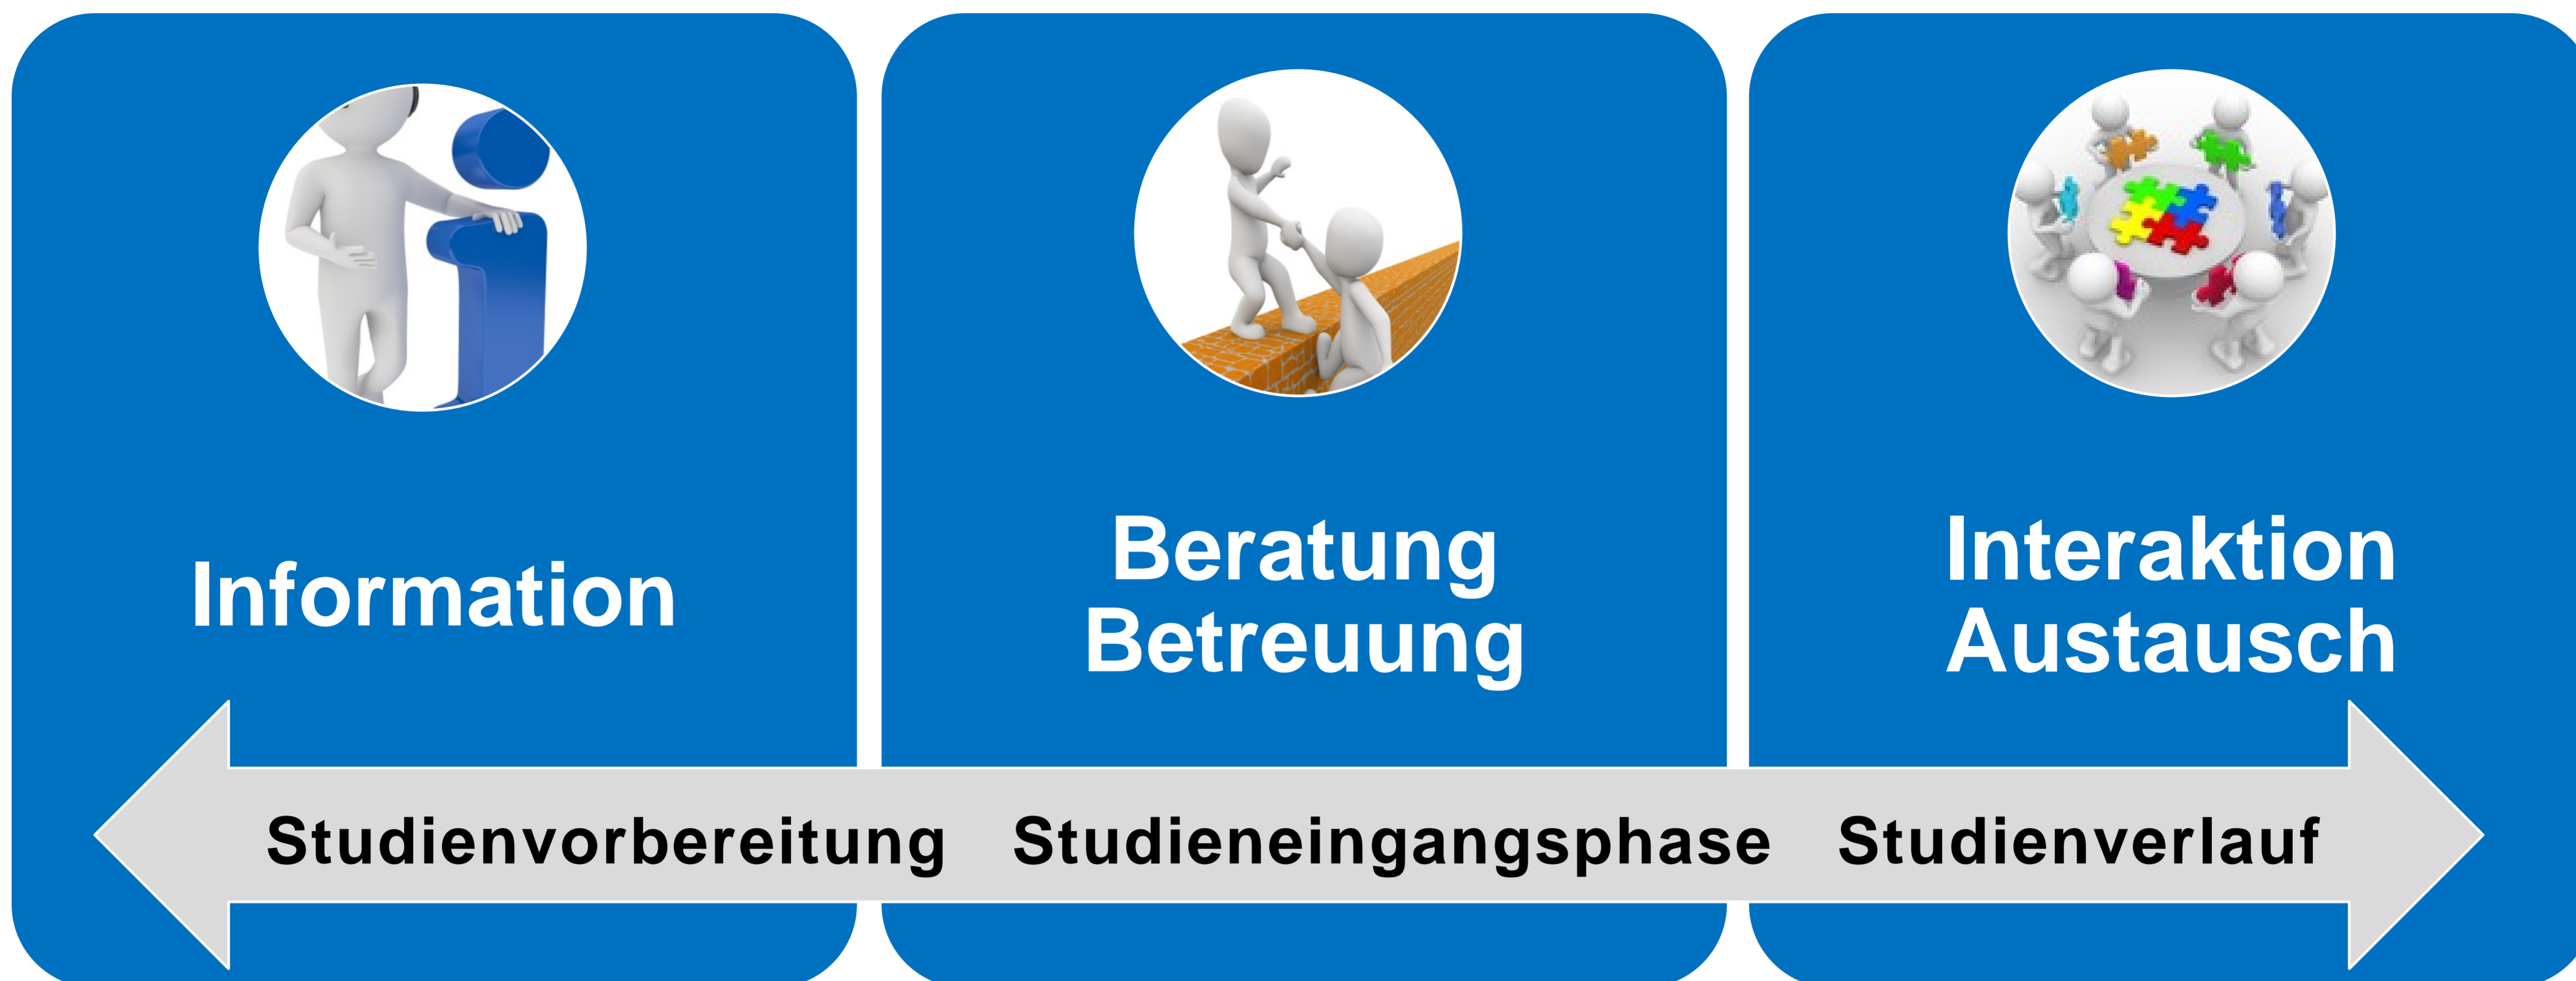 Information
Beratung
Betreuung
Interaktion
Austausch
Studienvorbereitung Studieneingangsphase Studienverlauf